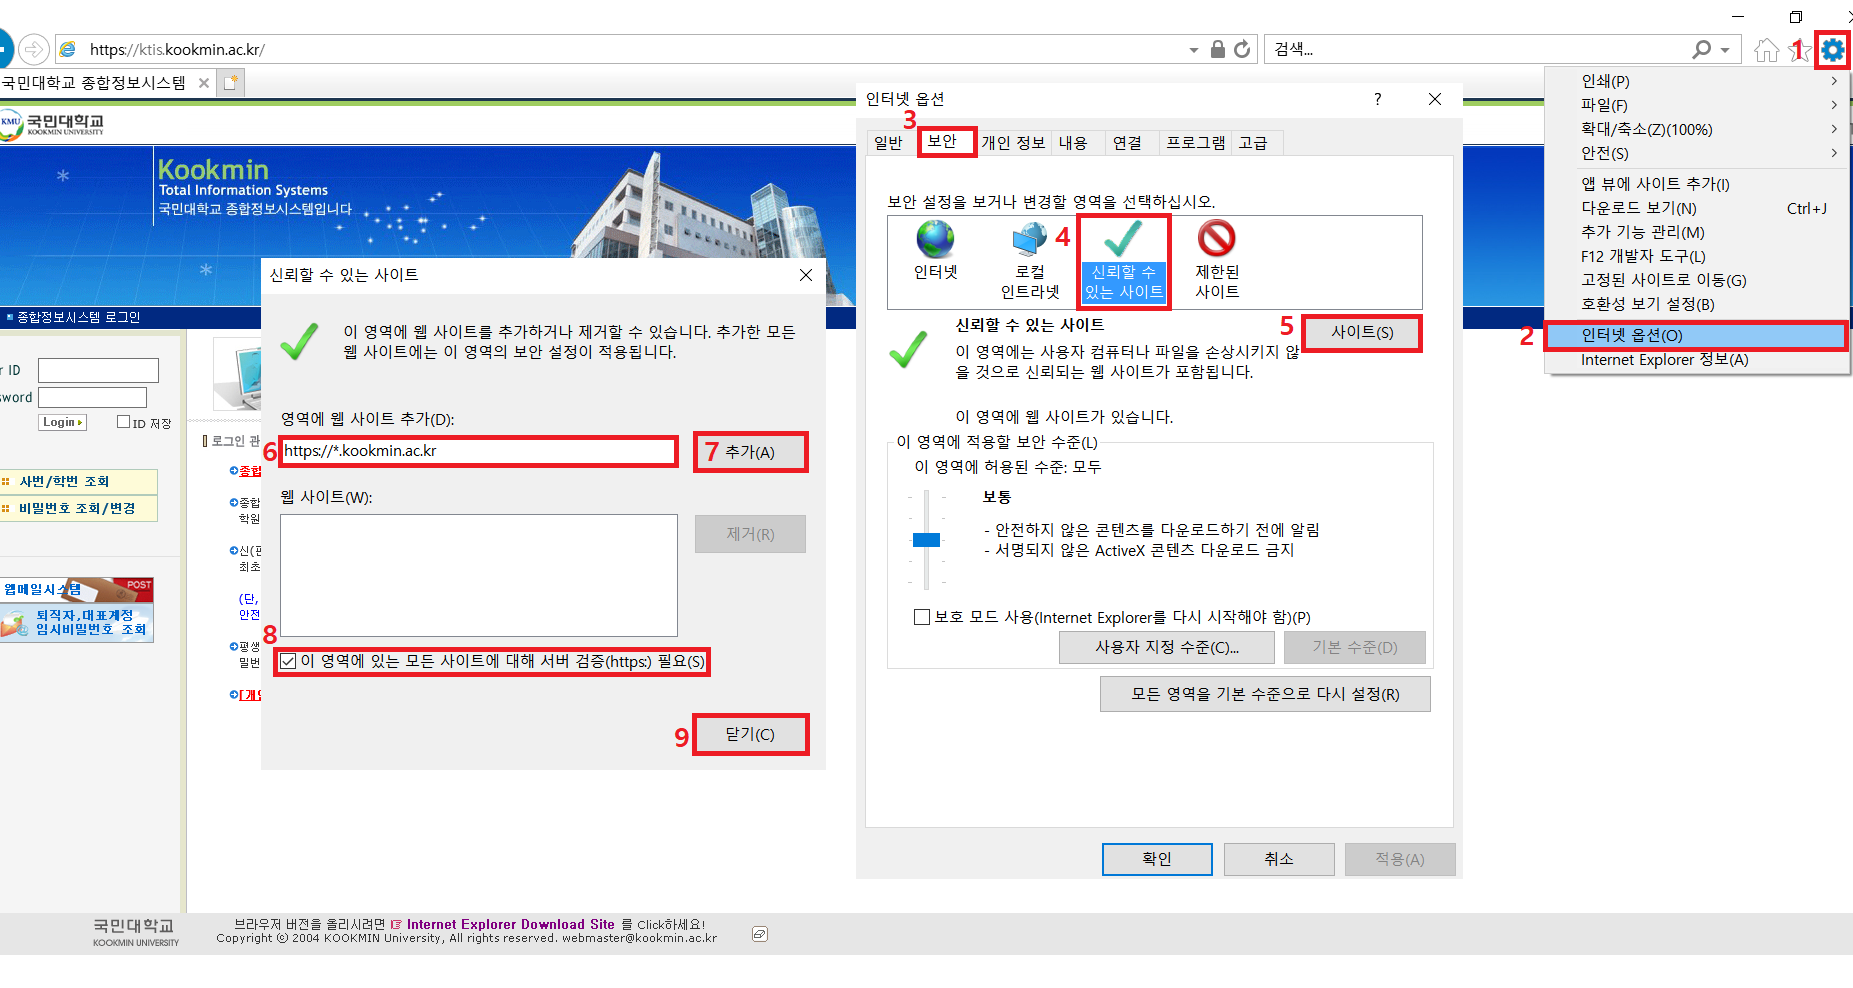 https://ktis.kookmin.ac.kr/
검색...
1
국민대학교 종합정보시스템
KMU 국민대학교
KOOKMIN UNIVERSITY
Kookmin
Total Information Systems
국민대학교 종합정보시스템입니다
종합정보시스템 로그인
ID
Login
ID 저장
사번/학번 조회
비밀번호 조회/변경
웹메일시스템
POST
퇴직자,대표계정
임시비밀번호 조회
로그인 관
종합
종합
학원
최초
(단,
안전
평생
밀번
신뢰할 수 있는 사이트
이 영역에 웹 사이트를 추가하거나 제거할 수 있습니다. 추가한 모든
웹 사이트에는 이 영역의 보안 설정이 적용됩니다.
영역에 웹 사이트 추가(D):
6 https://*.kookmin.ac.kr
7 추가(A)
웹 사이트(W):
제거(R)
8
이 영역에 있는 모든 사이트에 대해 서버 검증(https:) 필요(S)
9 닫기(C)
인터넷 옵션
?
3
일반 보안 개인 정보 내용 연결 프로그램 고급
보안 설정을 보거나 변경할 영역을 선택하십시오.
4
인터넷
로컬
인트라넷
신뢰할 수
있는 사이트
제한된
사이트
신뢰할 수 있는 사이트
5 사이트(S)
이 영역에는 사용자 컴퓨터나 파일을 손상시키지 않
을 것으로 신뢰되는 웹 사이트가 포함됩니다.
이 영역에 웹 사이트가 있습니다.
이 영역에 적용할 보안 수준(L)
이 영역에 허용된 수준: 모두
보통
- 안전하지 않은 콘텐츠를 다운로드하기 전에 알림
- 서명되지 않은 ActiveX 콘텐츠 다운로드 금지
보호 모드 사용(Internet Explorer를 다시 시작해야 함)(P)
사용자 지정 수준(C)...
기본 수준(D)
모든 영역을 기본 수준으로 다시 설정(R)
확인
취소
적용(A)
인쇄(P)
파일(F)
확대/축소(Z)(100%)
안전(S)
앱 뷰에 사이트 추가(I)
다운로드 보기(N) Ctrl+J
추가 기능 관리(M)
F12 개발자 도구(L)
고정된 사이트로 이동(G)
호환성 보기 설정(B)
2 인터넷 옵션(O)
Internet Explorer 정보(A)
국민대학교
KOOKMIN UNIVERSITY
브라우저 버전을 올리시려면 ☞ Internet Explorer Download Site 를 Click하세요!
Copyright ⓒ 2004 KOOKMIN University, All rights reserved. webmaster@kookmin.ac.kr